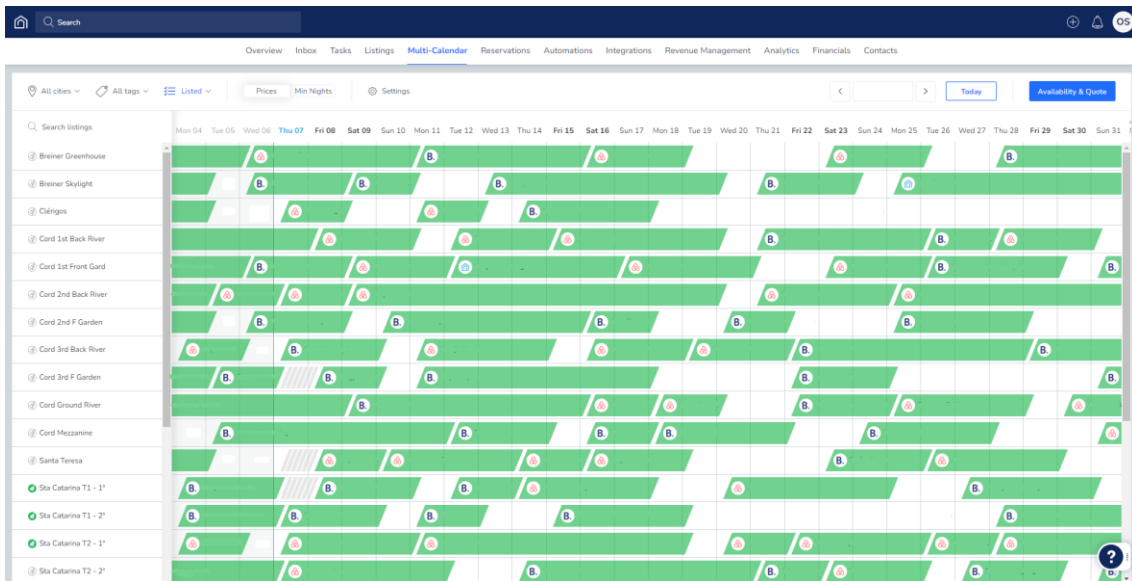 Search
OS
Overview Inbox Tasks Listings Multi-Calendar Reservations Automations Integrations Revenue Management Analytics Financials Contacts
All cities All tags Listed Prices Min Nights Settings Today Availability & Quote
Search listings Mon 04 Tue 05 Wed 06 Thu 07 Fri 08 Sat 09 Sun 10 Mon 11 Tue 12 Wed 13 Thu 14 Fri 15 Sat 16 Sun 17 Mon 18 Tue 19 Wed 20 Thu 21 Fri 22 Sat 23 Sun 24 Mon 25 Tue 26 Wed 27 Thu 28 Fri 29 Sat 30 Sun 31
Breiner Greenhouse B. B.
Breiner Skylight B. B. B. B.
Clérigos B.
Cord 1st Back River B. B.
Cord 1st Front Gard B. B. B.
Cord 2nd Back River
Cord 2nd F Garden B. B. B. B. B.
Cord 3rd Back River B. B. B.
Cord 3rd F Garden B. B. B. B. B.
Cord Ground River B. B.
Cord Mezzanine B. B. B. B. B.
Santa Teresa B.
Sta Catarina T1 - 1º B. B. B. B.
Sta Catarina T1 - 2º B. B. B. B. B.
Sta Catarina T2 - 1º
?
Sta Catarina T2 - 2º B. B. B.